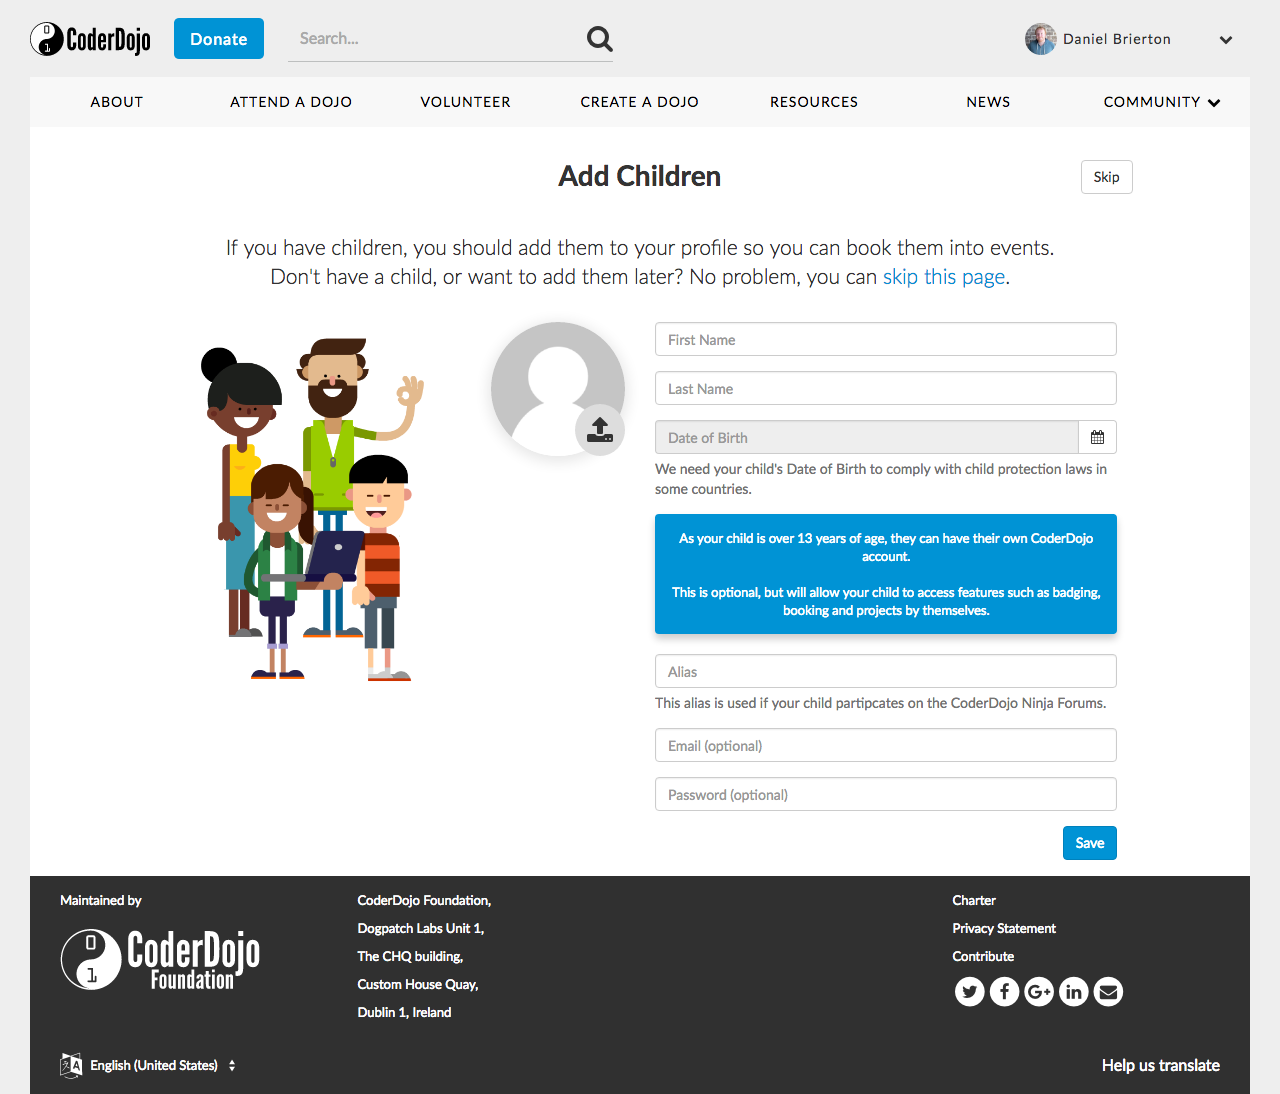 CoderDojo
Donate
Search...
Daniel Brierton
ABOUT
ATTEND A DOJO
VOLUNTEER
CREATE A DOJO
RESOURCES
NEWS
COMMUNITY
Add Children
Skip
If you have children, you should add them to your profile so you can book them into events.
Don't have a child, or want to add them later? No problem, you can skip this page.
First Name
Last Name
Date of Birth
We need your child's Date of Birth to comply with child protection laws in
some countries.
As your child is over 13 years of age, they can have their own CoderDojo
account.
This is optional, but will allow your child to access features such as badging,
booking and projects by themselves.
Alias
This alias is used if your child partipcates on the CoderDojo Ninja Forums.
Email (optional)
Password (optional)
Save
Maintained by
CoderDojo
Foundation
CoderDojo Foundation,
Dogpatch Labs Unit 1,
The CHQ building,
Custom House Quay,
Dublin 1, Ireland
Charter
Privacy Statement
Contribute
English (United States)
Help us translate